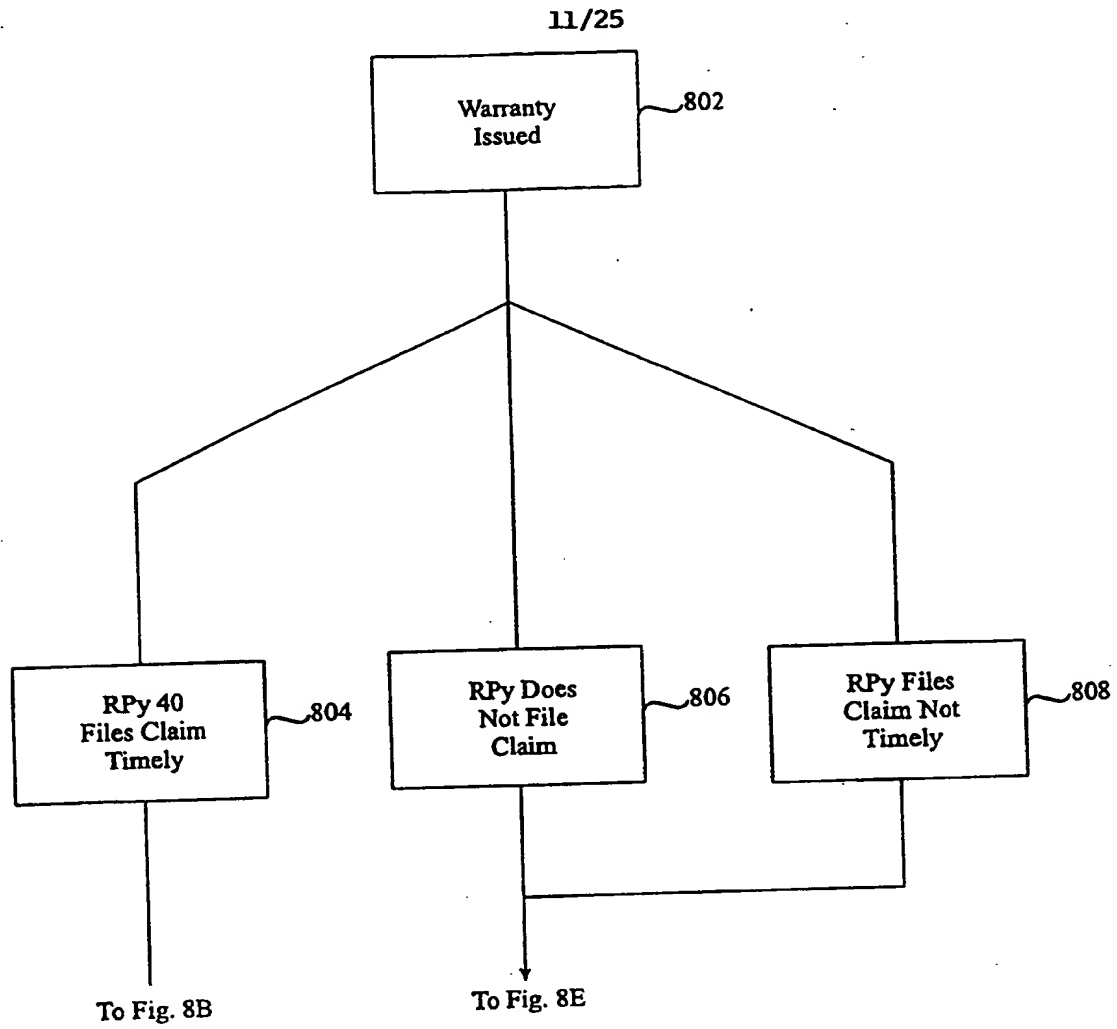 11/25
Warranty
Issued
802
RPy 40
Files Claim
Timely
804
RPy Does
Not File
Claim
806
RPy Files
Claim Not
Timely
808
To Fig. 8B
To Fig. 8E